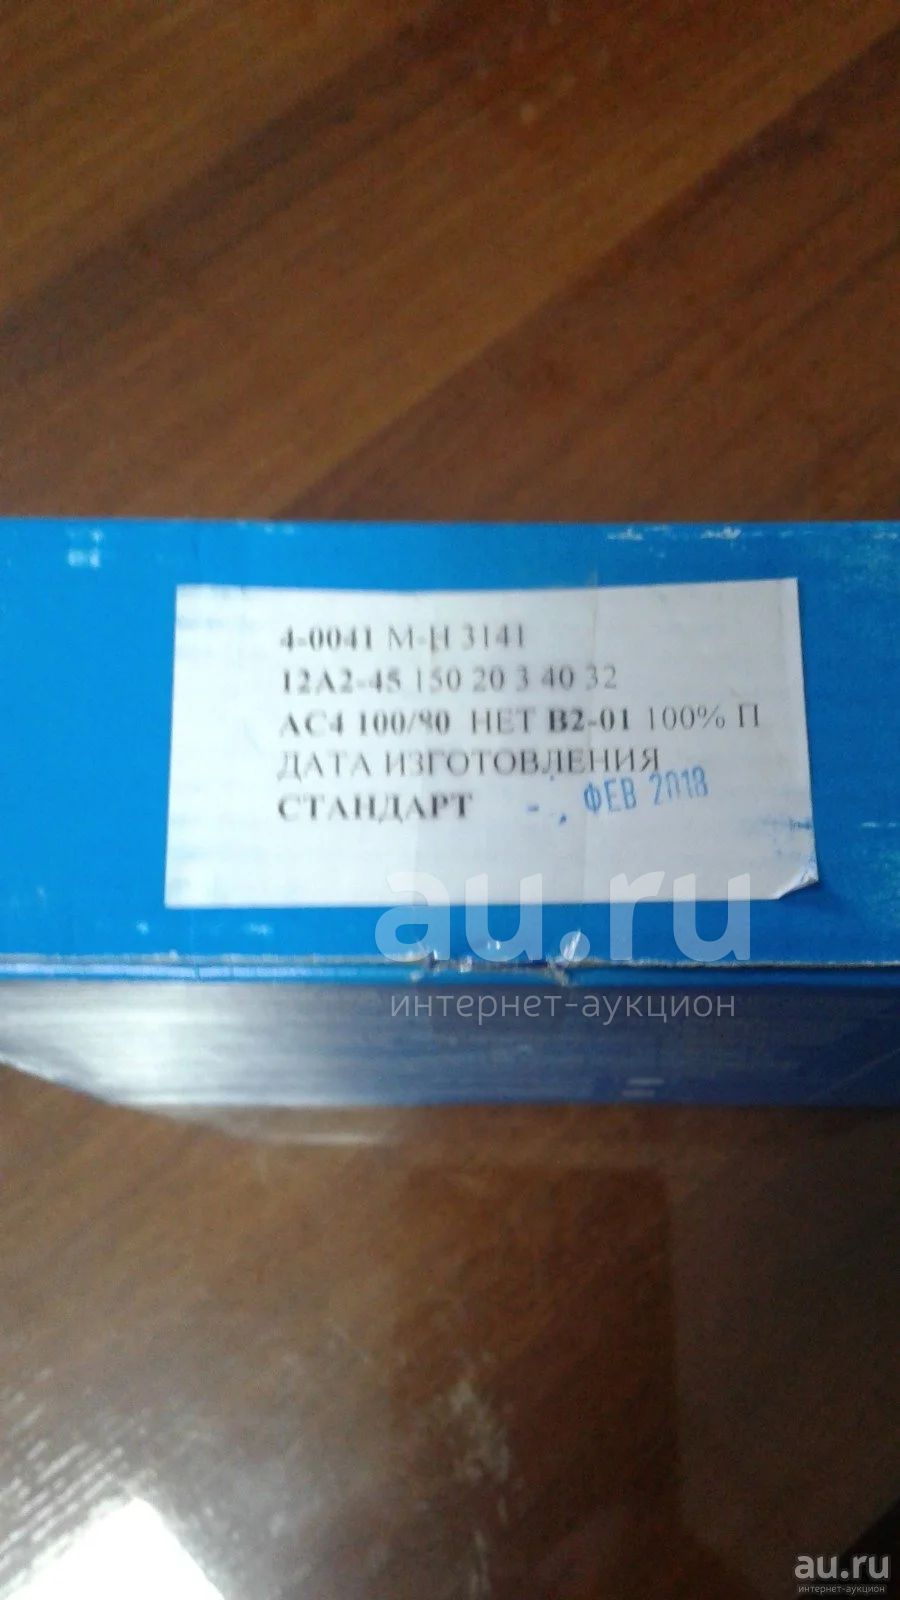 4-0041 М-Н 3141
12А2-45 150 20 3 40 32
АС4 100/80 НЕТ В2-01 100% П
ДАТА ИЗГОТОВЛЕНИЯ
СТАНДАРТ - ФЕВ 2018
au.ru
интернет-аукцион
au.ru
интернет-аукцион